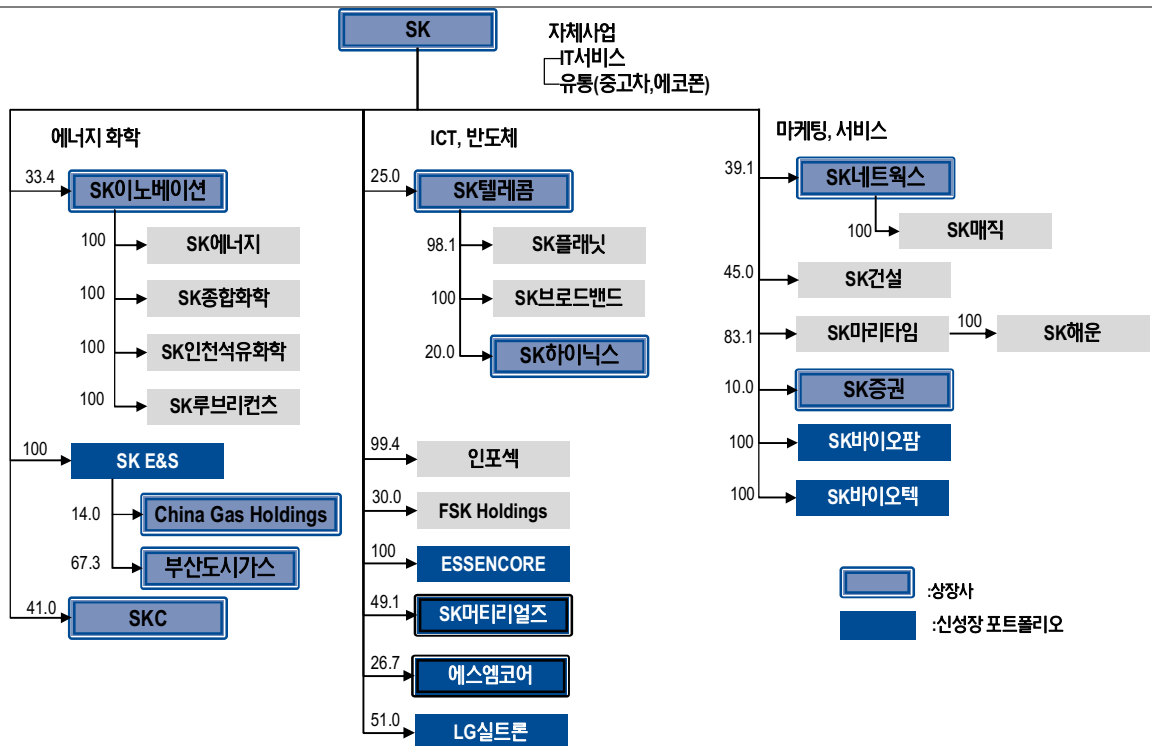 SK
자체사업
IT서비스
유통(중고차,에코폰)
에너지 화학
33.4
SK이노베이션
100
SK에너지
100
SK종합화학
100
SK인천석유화학
100
SK루브리컨츠
100
SK E&S
14.0
China Gas Holdings
67.3
부산도시가스
41.0
SKC
ICT, 반도체
25.0
SK텔레콤
98.1
SK플래닛
100
SK브로드밴드
20.0
SK하이닉스
99.4
인포섹
30.0
FSK Holdings
100
ESSENCORE
49.1
SK머티리얼즈
26.7
에스엠코어
51.0
LG실트론
마케팅, 서비스
39.1
SK네트웍스
100
SK매직
45.0
SK건설
83.1
SK마리타임
100
SK해운
10.0
SK증권
100
SK바이오팜
100
SK바이오텍
:상장사
:신성장 포트폴리오